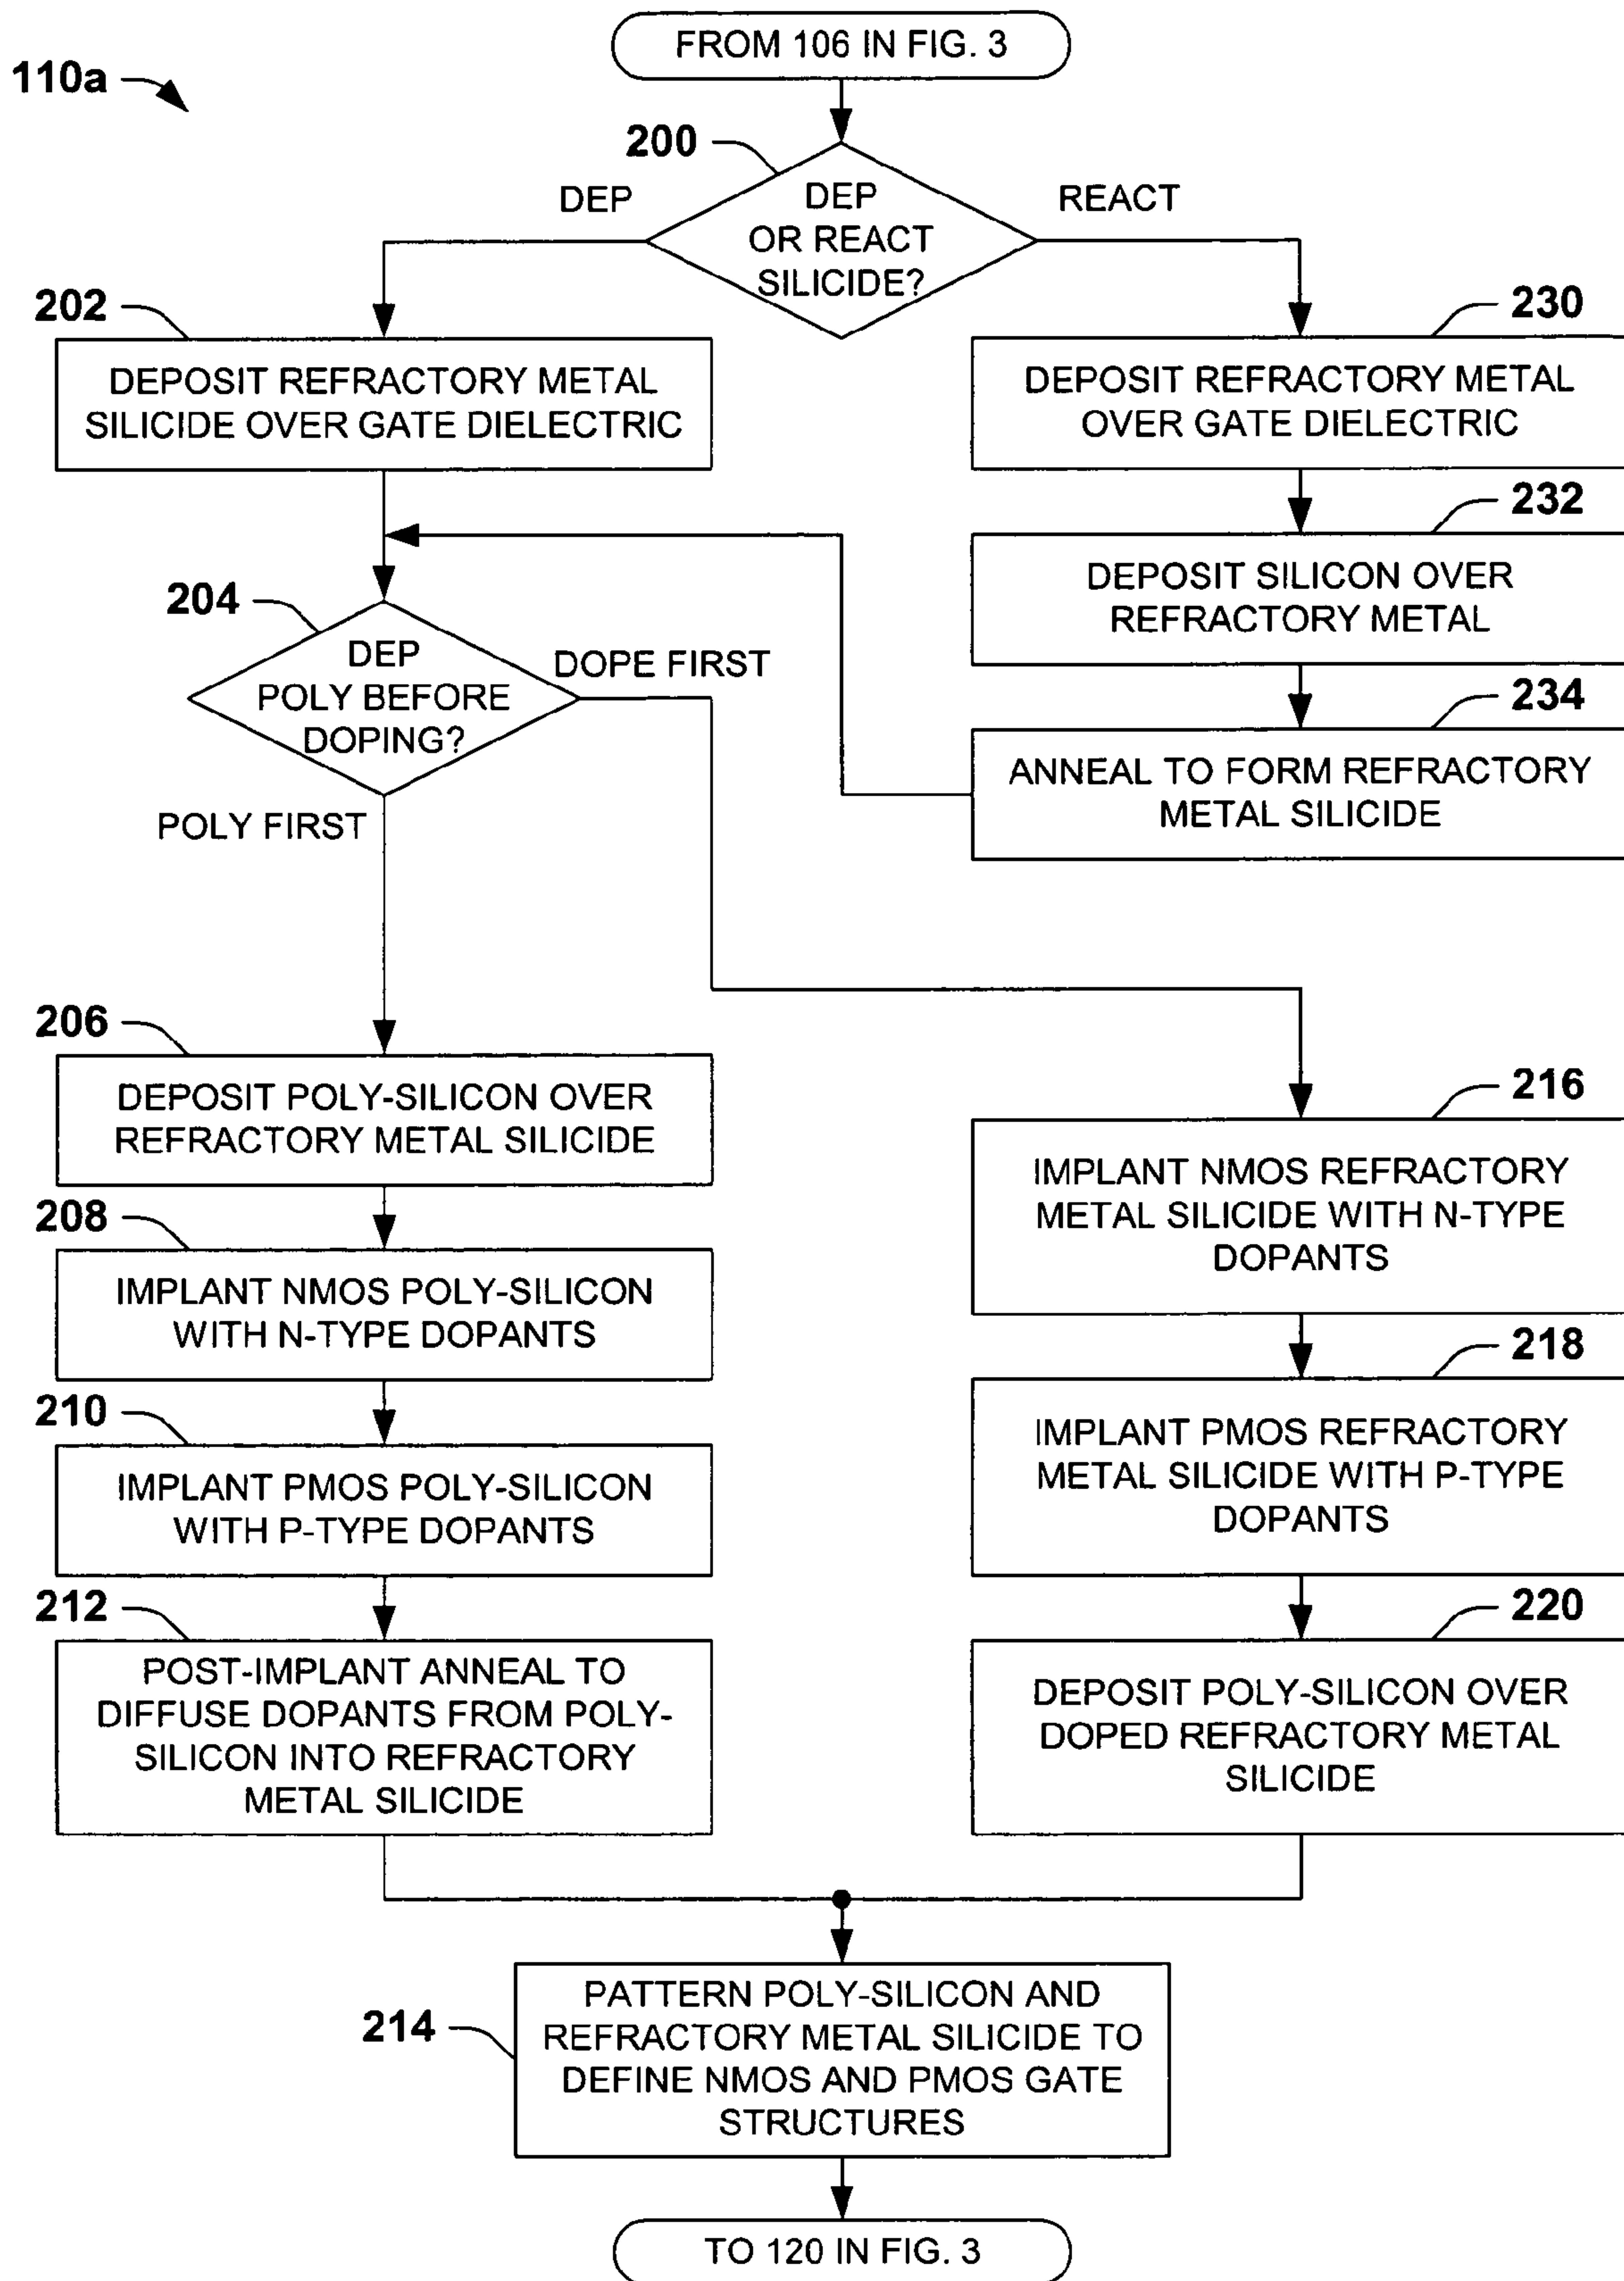 FROM 106 IN FIG. 3
110a
200
DEP
OR REACT
SILICIDE?
DEP
REACT
202
DEPOSIT REFRACTORY METAL
SILICIDE OVER GATE DIELECTRIC
230
DEPOSIT REFRACTORY METAL
OVER GATE DIELECTRIC
232
DEPOSIT SILICON OVER
REFRACTORY METAL
204
DEP
POLY BEFORE
DOPING?
DOPE FIRST
POLY FIRST
234
ANNEAL TO FORM REFRACTORY
METAL SILICIDE
206
DEPOSIT POLY-SILICON OVER
REFRACTORY METAL SILICIDE
208
IMPLANT NMOS POLY-SILICON
WITH N-TYPE DOPANTS
210
IMPLANT PMOS POLY-SILICON
WITH P-TYPE DOPANTS
212
POST-IMPLANT ANNEAL TO
DIFFUSE DOPANTS FROM POLY-
SILICON INTO REFRACTORY
METAL SILICIDE
216
IMPLANT NMOS REFRACTORY
METAL SILICIDE WITH N-TYPE
DOPANTS
218
IMPLANT PMOS REFRACTORY
METAL SILICIDE WITH P-TYPE
DOPANTS
220
DEPOSIT POLY-SILICON OVER
DOPED REFRACTORY METAL
SILICIDE
214
PATTERN POLY-SILICON AND
REFRACTORY METAL SILICIDE TO
DEFINE NMOS AND PMOS GATE
STRUCTURES
TO 120 IN FIG. 3